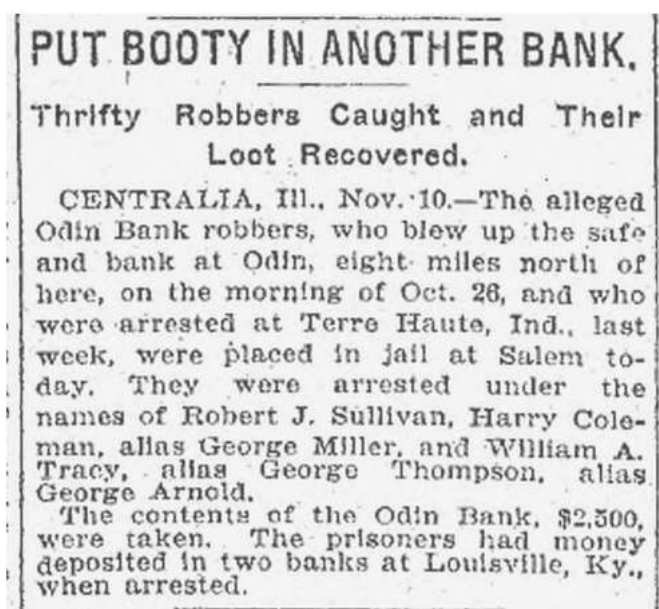 PUT BOOTY IN ANOTHER BANK.
Thrifty Robbers Caught and Their
Loot Recovered.
CENTRALIA, Ill., Nov. 10.—The alleged
Odin Bank robbers, who blew up the safe
and bank at Odin, eight miles north of
here, on the morning of Oct. 26, and who
were arrested at Terre Haute, Ind., last
week, were placed in jail at Salem to-
day. They were arrested under the
names of Robert J. Sullivan, Harry Cole-
man, alias George Miller, and William A.
Tracy, alias George Thompson, alias
George Arnold.
The contents of the Odin Bank, $2,500,
were taken. The prisoners had money
deposited in two banks at Louisville, Ky.,
when arrested.